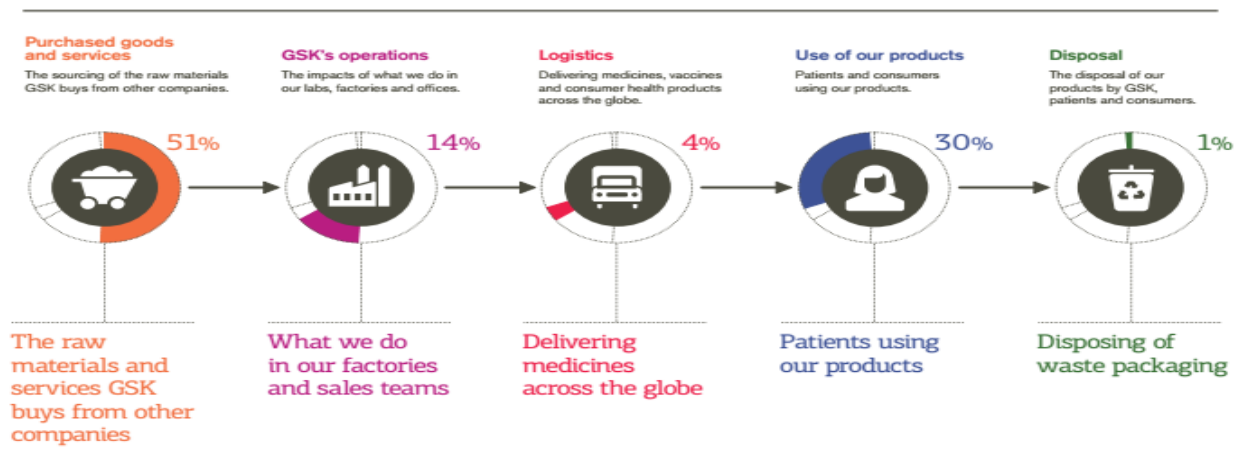 Purchased goods
and services
The sourcing of the raw materials
GSK buys from other companies.
51%
The raw
materials and
services GSK
buys from other
companies
GSK's operations
The impacts of what we do in
our labs, factories and offices.
14%
What we do
in our factories
and sales teams
Logistics
Delivering medicines, vaccines
and consumer health products
across the globe.
4%
Delivering
medicines
across the globe
Use of our products
Patients and consumers
using our products.
30%
Patients using
our products
Disposal
The disposal of our
products by GSK,
patients and consumers.
1%
Disposing of
waste packaging